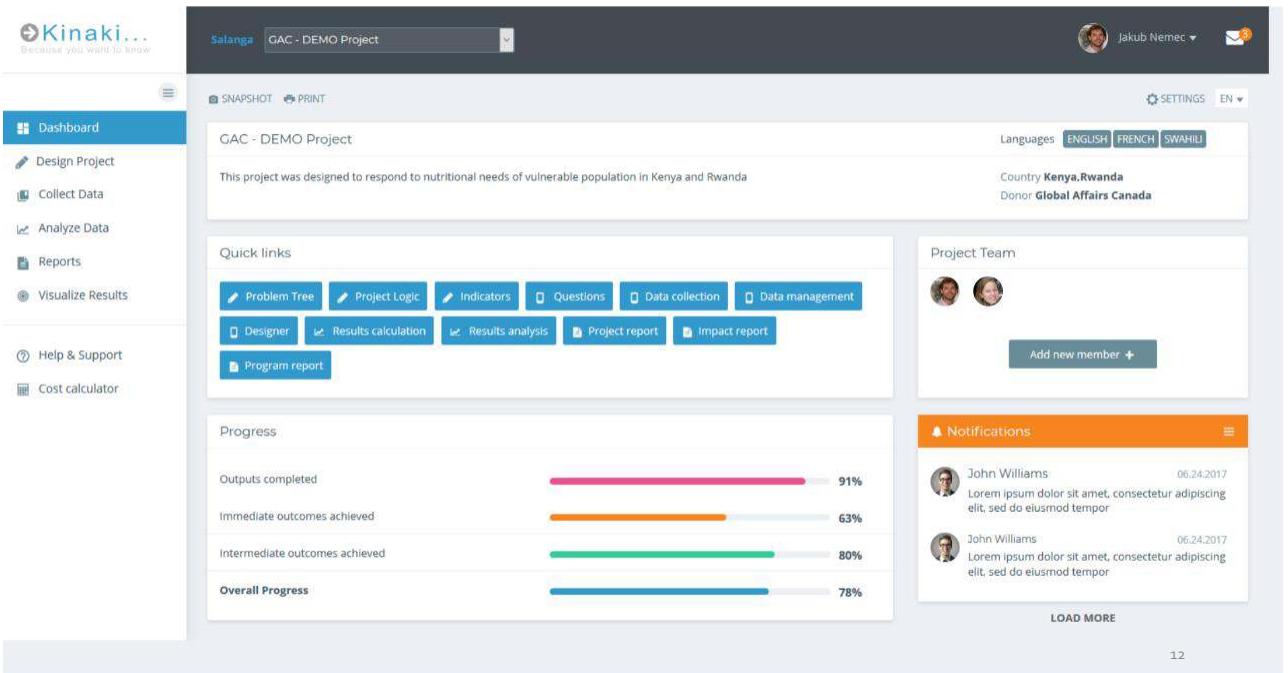 Kinaki...
Because you want to know
Salanga GAC - DEMO Project
Jakub Nemec
3
SNAPSHOT PRINT
SETTINGS EN
Dashboard
Design Project
Collect Data
Analyze Data
Reports
Visualize Results
Help & Support
Cost calculator
GAC - DEMO Project
Languages ENGLISH FRENCH SWAHILI
This project was designed to respond to nutritional needs of vulnerable population in Kenya and Rwanda
Country Kenya,Rwanda
Donor Global Affairs Canada
Quick links
Problem Tree Project Logic Indicators Questions Data collection Data management
Designer Results calculation Results analysis Project report Impact report
Program report
Project Team
Add new member +
Progress
Outputs completed 91%
Immediate outcomes achieved 63%
Intermediate outcomes achieved 80%
Overall Progress 78%
Notifications
John Williams 06.24.2017
Lorem ipsum dolor sit amet, consectetur adipiscing
elit, sed do eiusmod tempor
John Williams 06.24.2017
Lorem ipsum dolor sit amet, consectetur adipiscing
elit, sed do eiusmod tempor
LOAD MORE
12